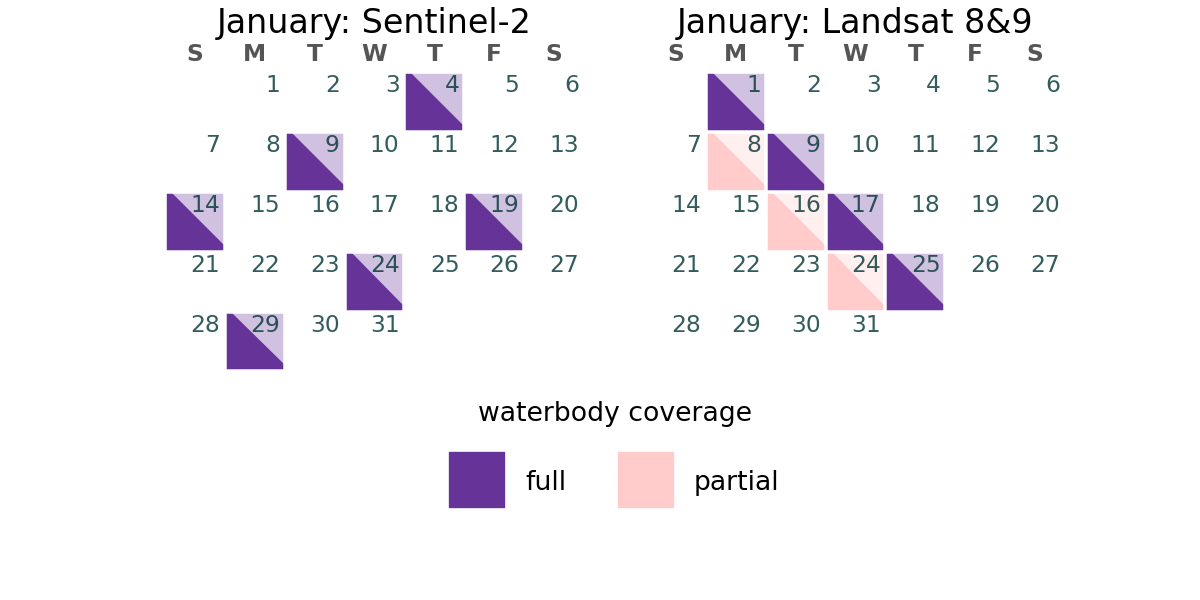 January: Sentinel-2
S M T W T F S
1 2 3 4 5 6
7 8 9 10 11 12 13
14 15 16 17 18 19 20
21 22 23 24 25 26 27
28 29 30 31
January: Landsat 8&9
S M T W T F S
1 2 3 4 5 6
7 8 9 10 11 12 13
14 15 16 17 18 19 20
21 22 23 24 25 26 27
28 29 30 31
waterbody coverage
full partial